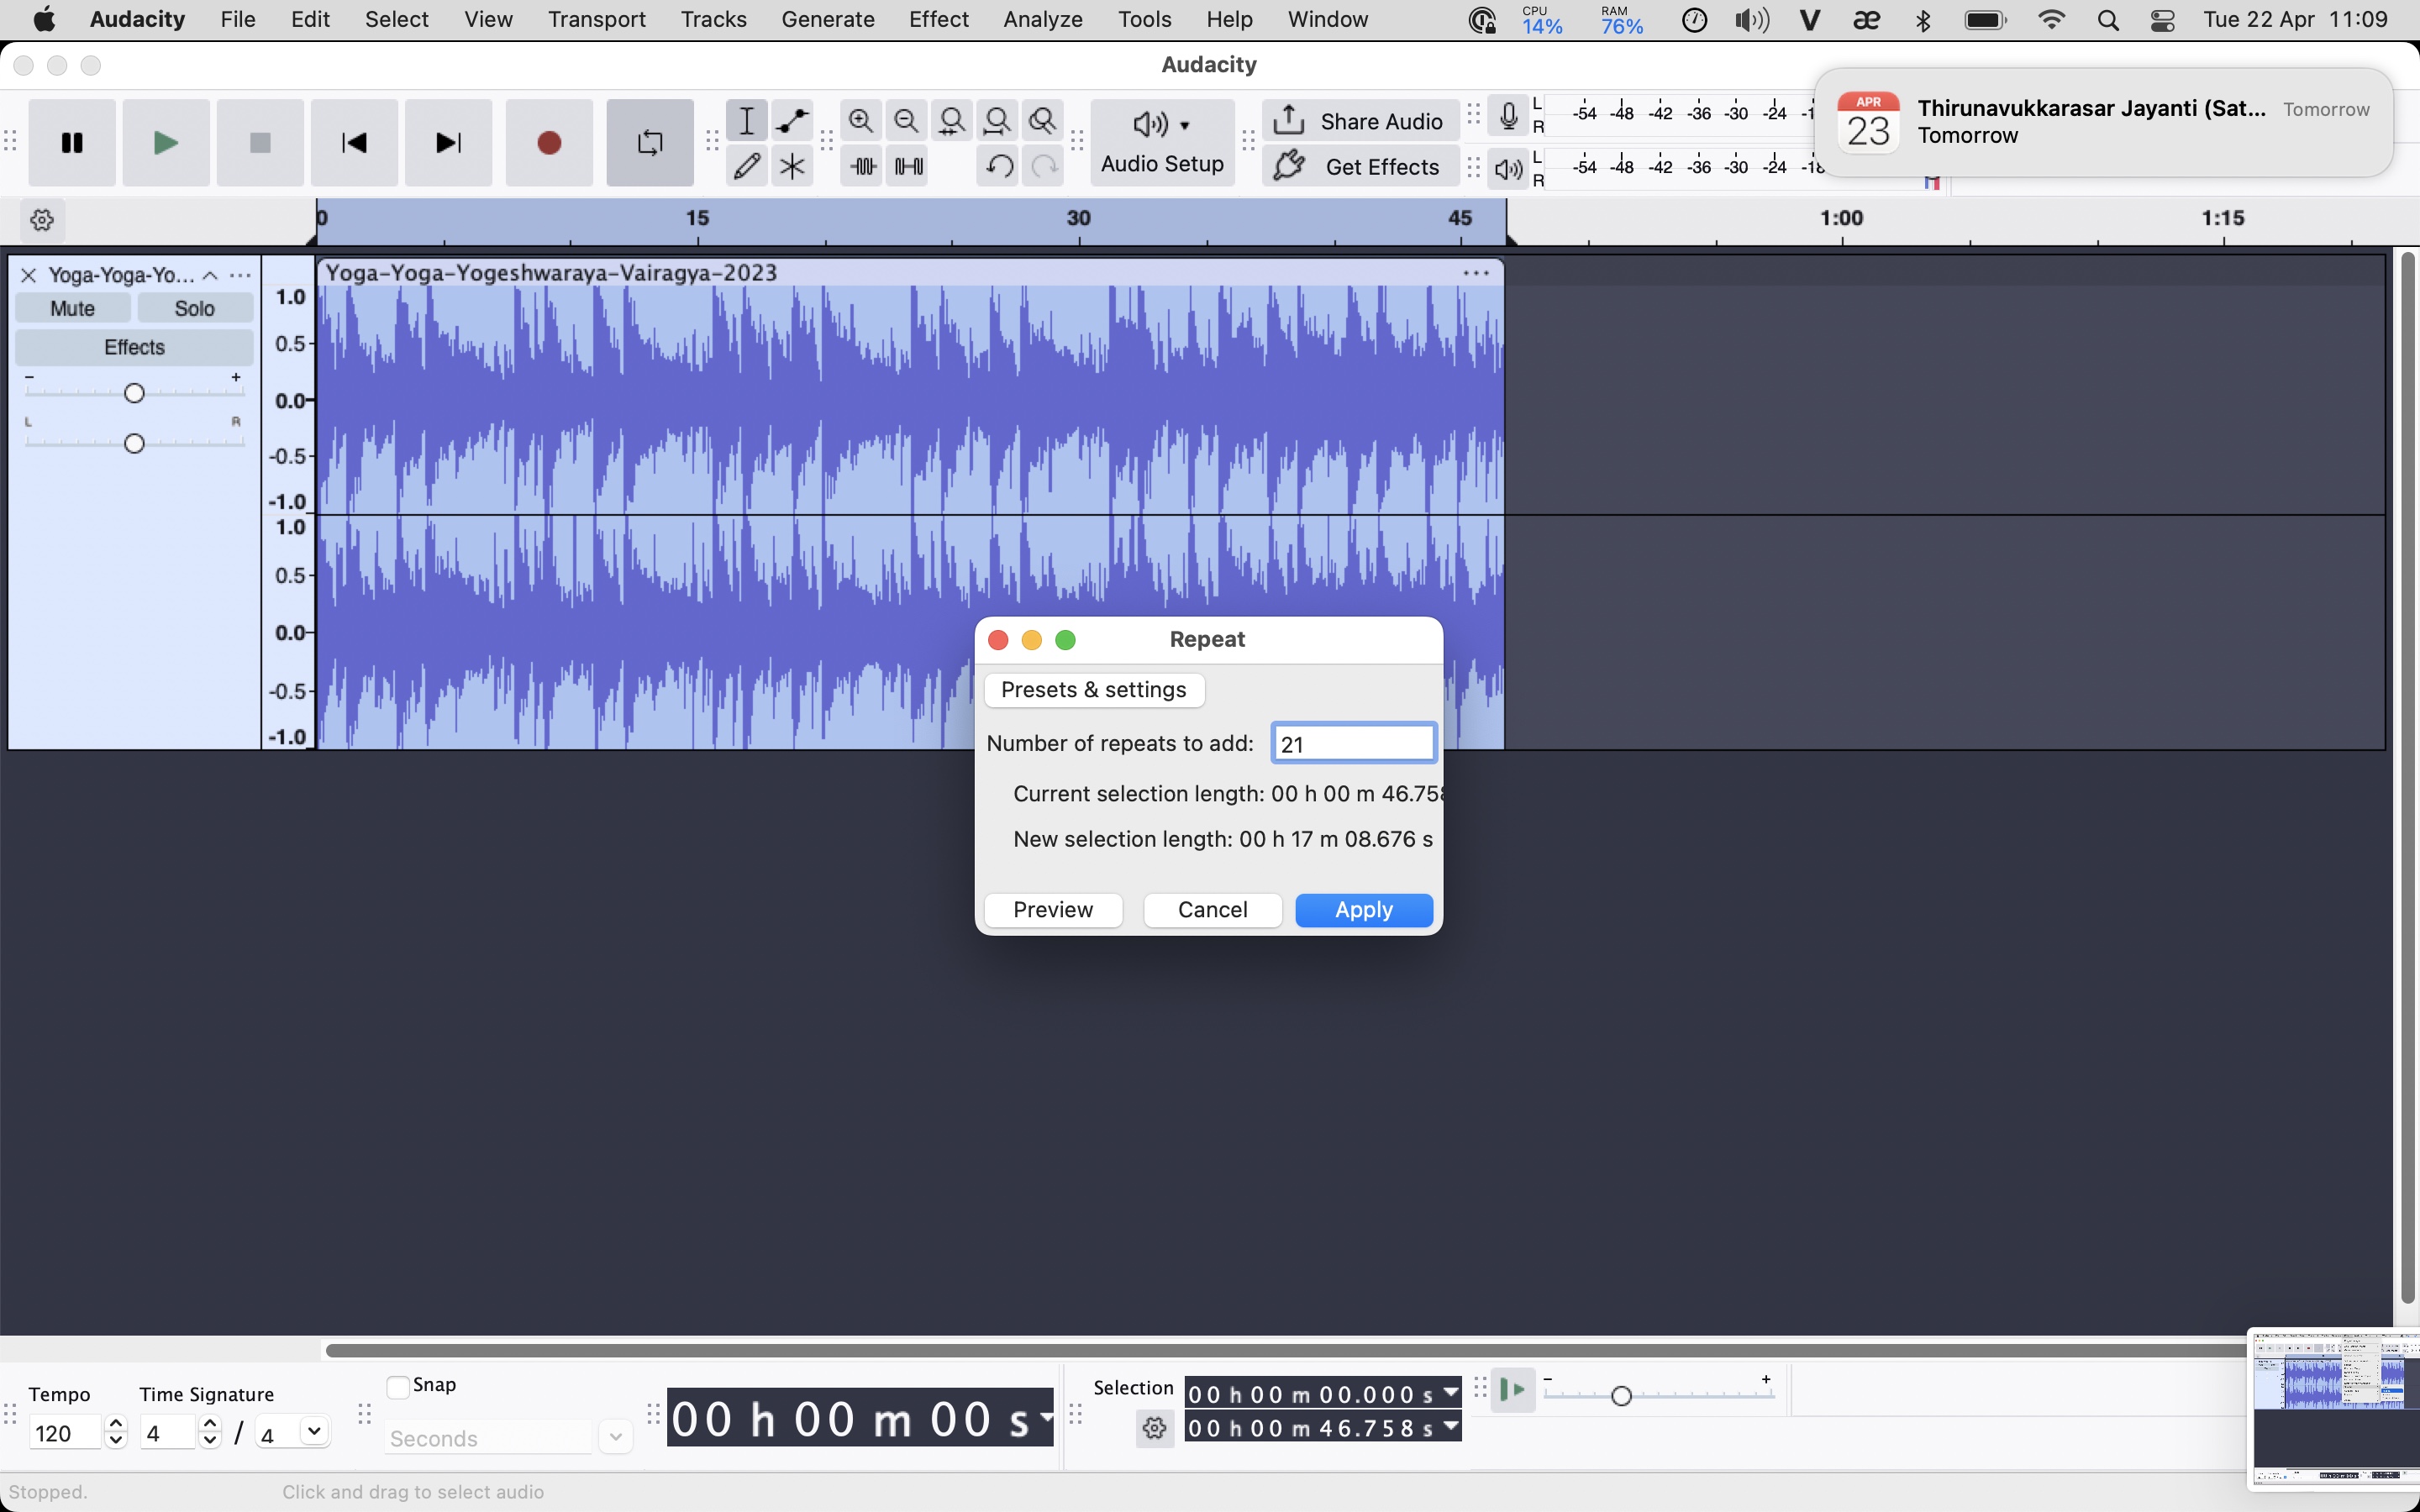 Audacity File Edit Select View Transport Tracks Generate Effect Analyze Tools Help Window CPU 14% RAM 76% V æ Tue 22 Apr 11:09
Audacity
APR 23 Thirunavukkarasar Jayanti (Sat... Tomorrow
Tomorrow
Share Audio L R -54 -48 -42 -36 -30 -24
Audio Setup
Get Effects L R -54 -48 -42 -36 -30 -24 -18
0 15 30 45 1:00 1:15
Yoga-Yoga-Yo... Yoga-Yoga-Yogeshwaraya-Vairagya-2023
Mute Solo
Effects
- +
L R
1.0
0.5
0.0
-0.5
-1.0
1.0
0.5
0.0
-0.5
-1.0
Repeat
Presets & settings
Number of repeats to add: 21
Current selection length: 00 h 00 m 46.758
New selection length: 00 h 17 m 08.676 s
Preview Cancel Apply
Tempo Time Signature Snap
120 4 / 4 Seconds
00 h 00 m 00 s
Selection 00 h 00 m 00.000 s
00 h 00 m 46.758 s
- +
Stopped. Click and drag to select audio